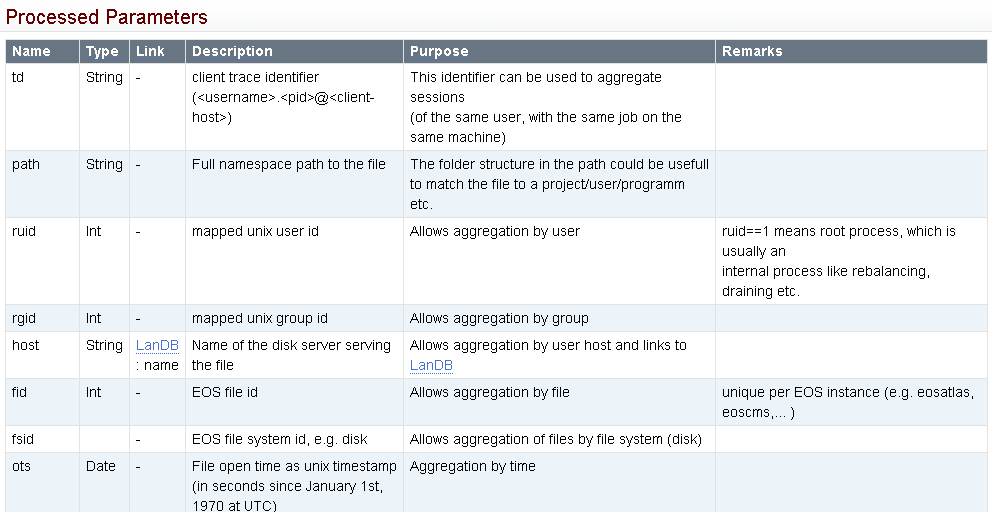 Processed Parameters
Name Type Link Description Purpose Remarks
td String - client trace identifier This identifier can be used to aggregate
(<username>.<pid>@<client- sessions
host>) (of the same user, with the same job on the
same machine)
path String - Full namespace path to the file The folder structure in the path could be usefull
to match the file to a project/user/programm
etc.
ruid Int - mapped unix user id Allows aggregation by user ruid==1 means root process, which is
usually an
internal process like rebalancing,
draining etc.
rgid Int - mapped unix group id Allows aggregation by group
host String LanDB Name of the disk server serving Allows aggregation by user host and links to
: name the file LanDB
fid Int - EOS file id Allows aggregation by file unique per EOS instance (e.g. eosatlas,
eoscms,... )
fsid - EOS file system id, e.g. disk Allows aggregation of files by file system (disk)
ots Date - File open time as unix timestamp Aggregation by time
(in seconds since January 1st,
1970 at UTC)